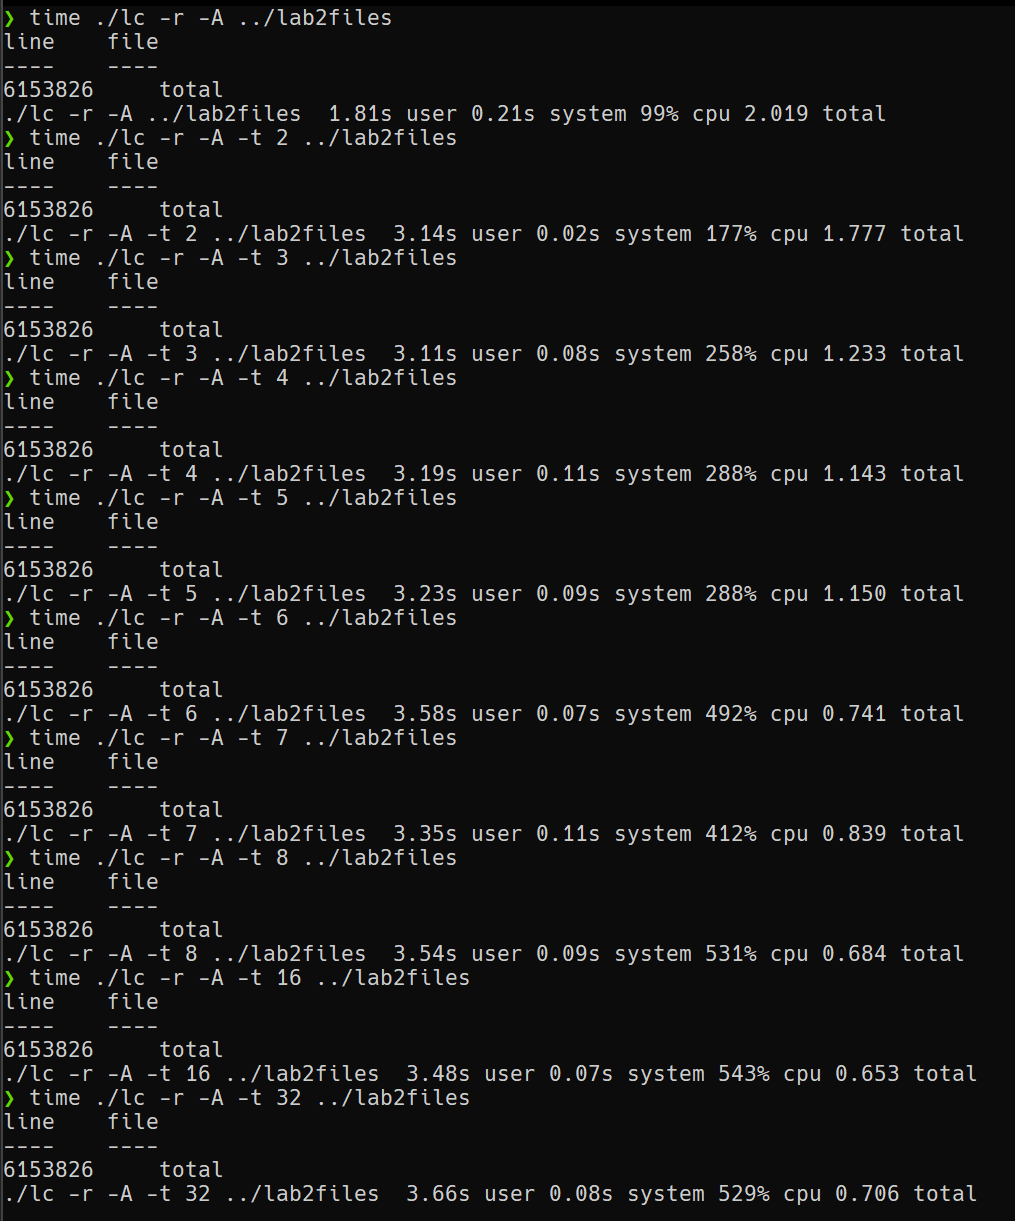 ❯ time ./lc -r -A ../lab2files
line    file
----    ----
6153826     total
./lc -r -A ../lab2files  1.81s user 0.21s system 99% cpu 2.019 total
❯ time ./lc -r -A -t 2 ../lab2files
line    file
----    ----
6153826     total
./lc -r -A -t 2 ../lab2files  3.14s user 0.02s system 177% cpu 1.777 total
❯ time ./lc -r -A -t 3 ../lab2files
line    file
----    ----
6153826     total
./lc -r -A -t 3 ../lab2files  3.11s user 0.08s system 258% cpu 1.233 total
❯ time ./lc -r -A -t 4 ../lab2files
line    file
----    ----
6153826     total
./lc -r -A -t 4 ../lab2files  3.19s user 0.11s system 288% cpu 1.143 total
❯ time ./lc -r -A -t 5 ../lab2files
line    file
----    ----
6153826     total
./lc -r -A -t 5 ../lab2files  3.23s user 0.09s system 288% cpu 1.150 total
❯ time ./lc -r -A -t 6 ../lab2files
line    file
----    ----
6153826     total
./lc -r -A -t 6 ../lab2files  3.58s user 0.07s system 492% cpu 0.741 total
❯ time ./lc -r -A -t 7 ../lab2files
line    file
----    ----
6153826     total
./lc -r -A -t 7 ../lab2files  3.35s user 0.11s system 412% cpu 0.839 total
❯ time ./lc -r -A -t 8 ../lab2files
line    file
----    ----
6153826     total
./lc -r -A -t 8 ../lab2files  3.54s user 0.09s system 531% cpu 0.684 total
❯ time ./lc -r -A -t 16 ../lab2files
line    file
----    ----
6153826     total
./lc -r -A -t 16 ../lab2files  3.48s user 0.07s system 543% cpu 0.653 total
❯ time ./lc -r -A -t 32 ../lab2files
line    file
----    ----
6153826     total
./lc -r -A -t 32 ../lab2files  3.66s user 0.08s system 529% cpu 0.706 total